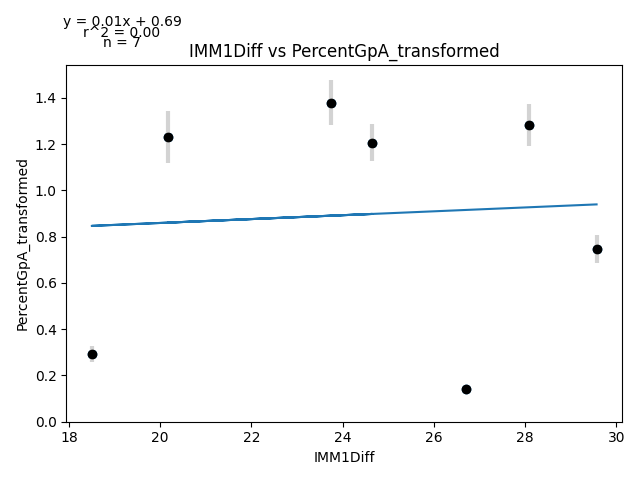 y = 0.01x + 0.69
r^2 = 0.00
n = 7
IMM1Diff vs PercentGpA_transformed
PercentGpA_transformed
1.4
1.2
1.0
0.8
0.6
0.4
0.2
0.0
18 20 22 24 26 28 30
IMM1Diff